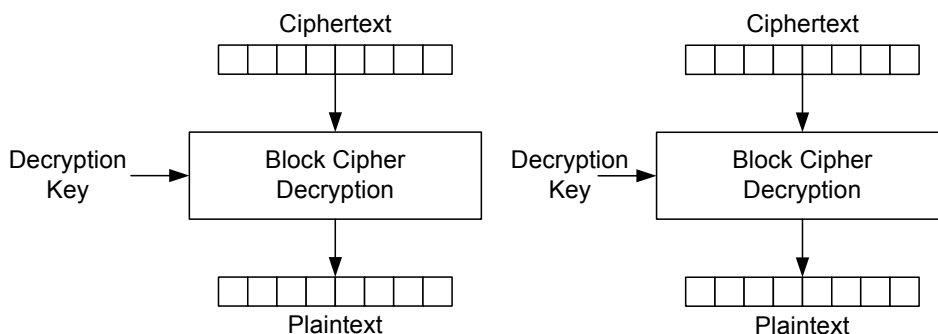 Ciphertext
Decryption
Key
Block Cipher
Decryption
Plaintext
Ciphertext
Decryption
Key
Block Cipher
Decryption
Plaintext